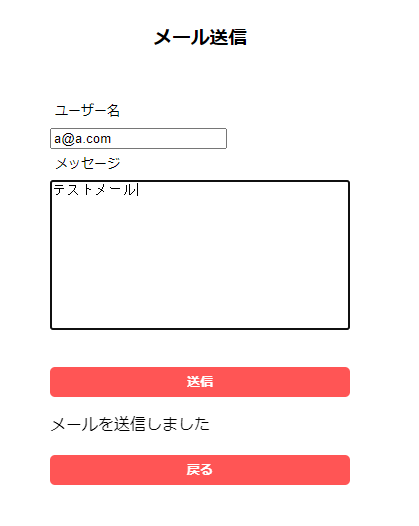 メール送信
ユーザー名
a@a.com
メッセージ
テストメール
送信
メールを送信しました
戻る